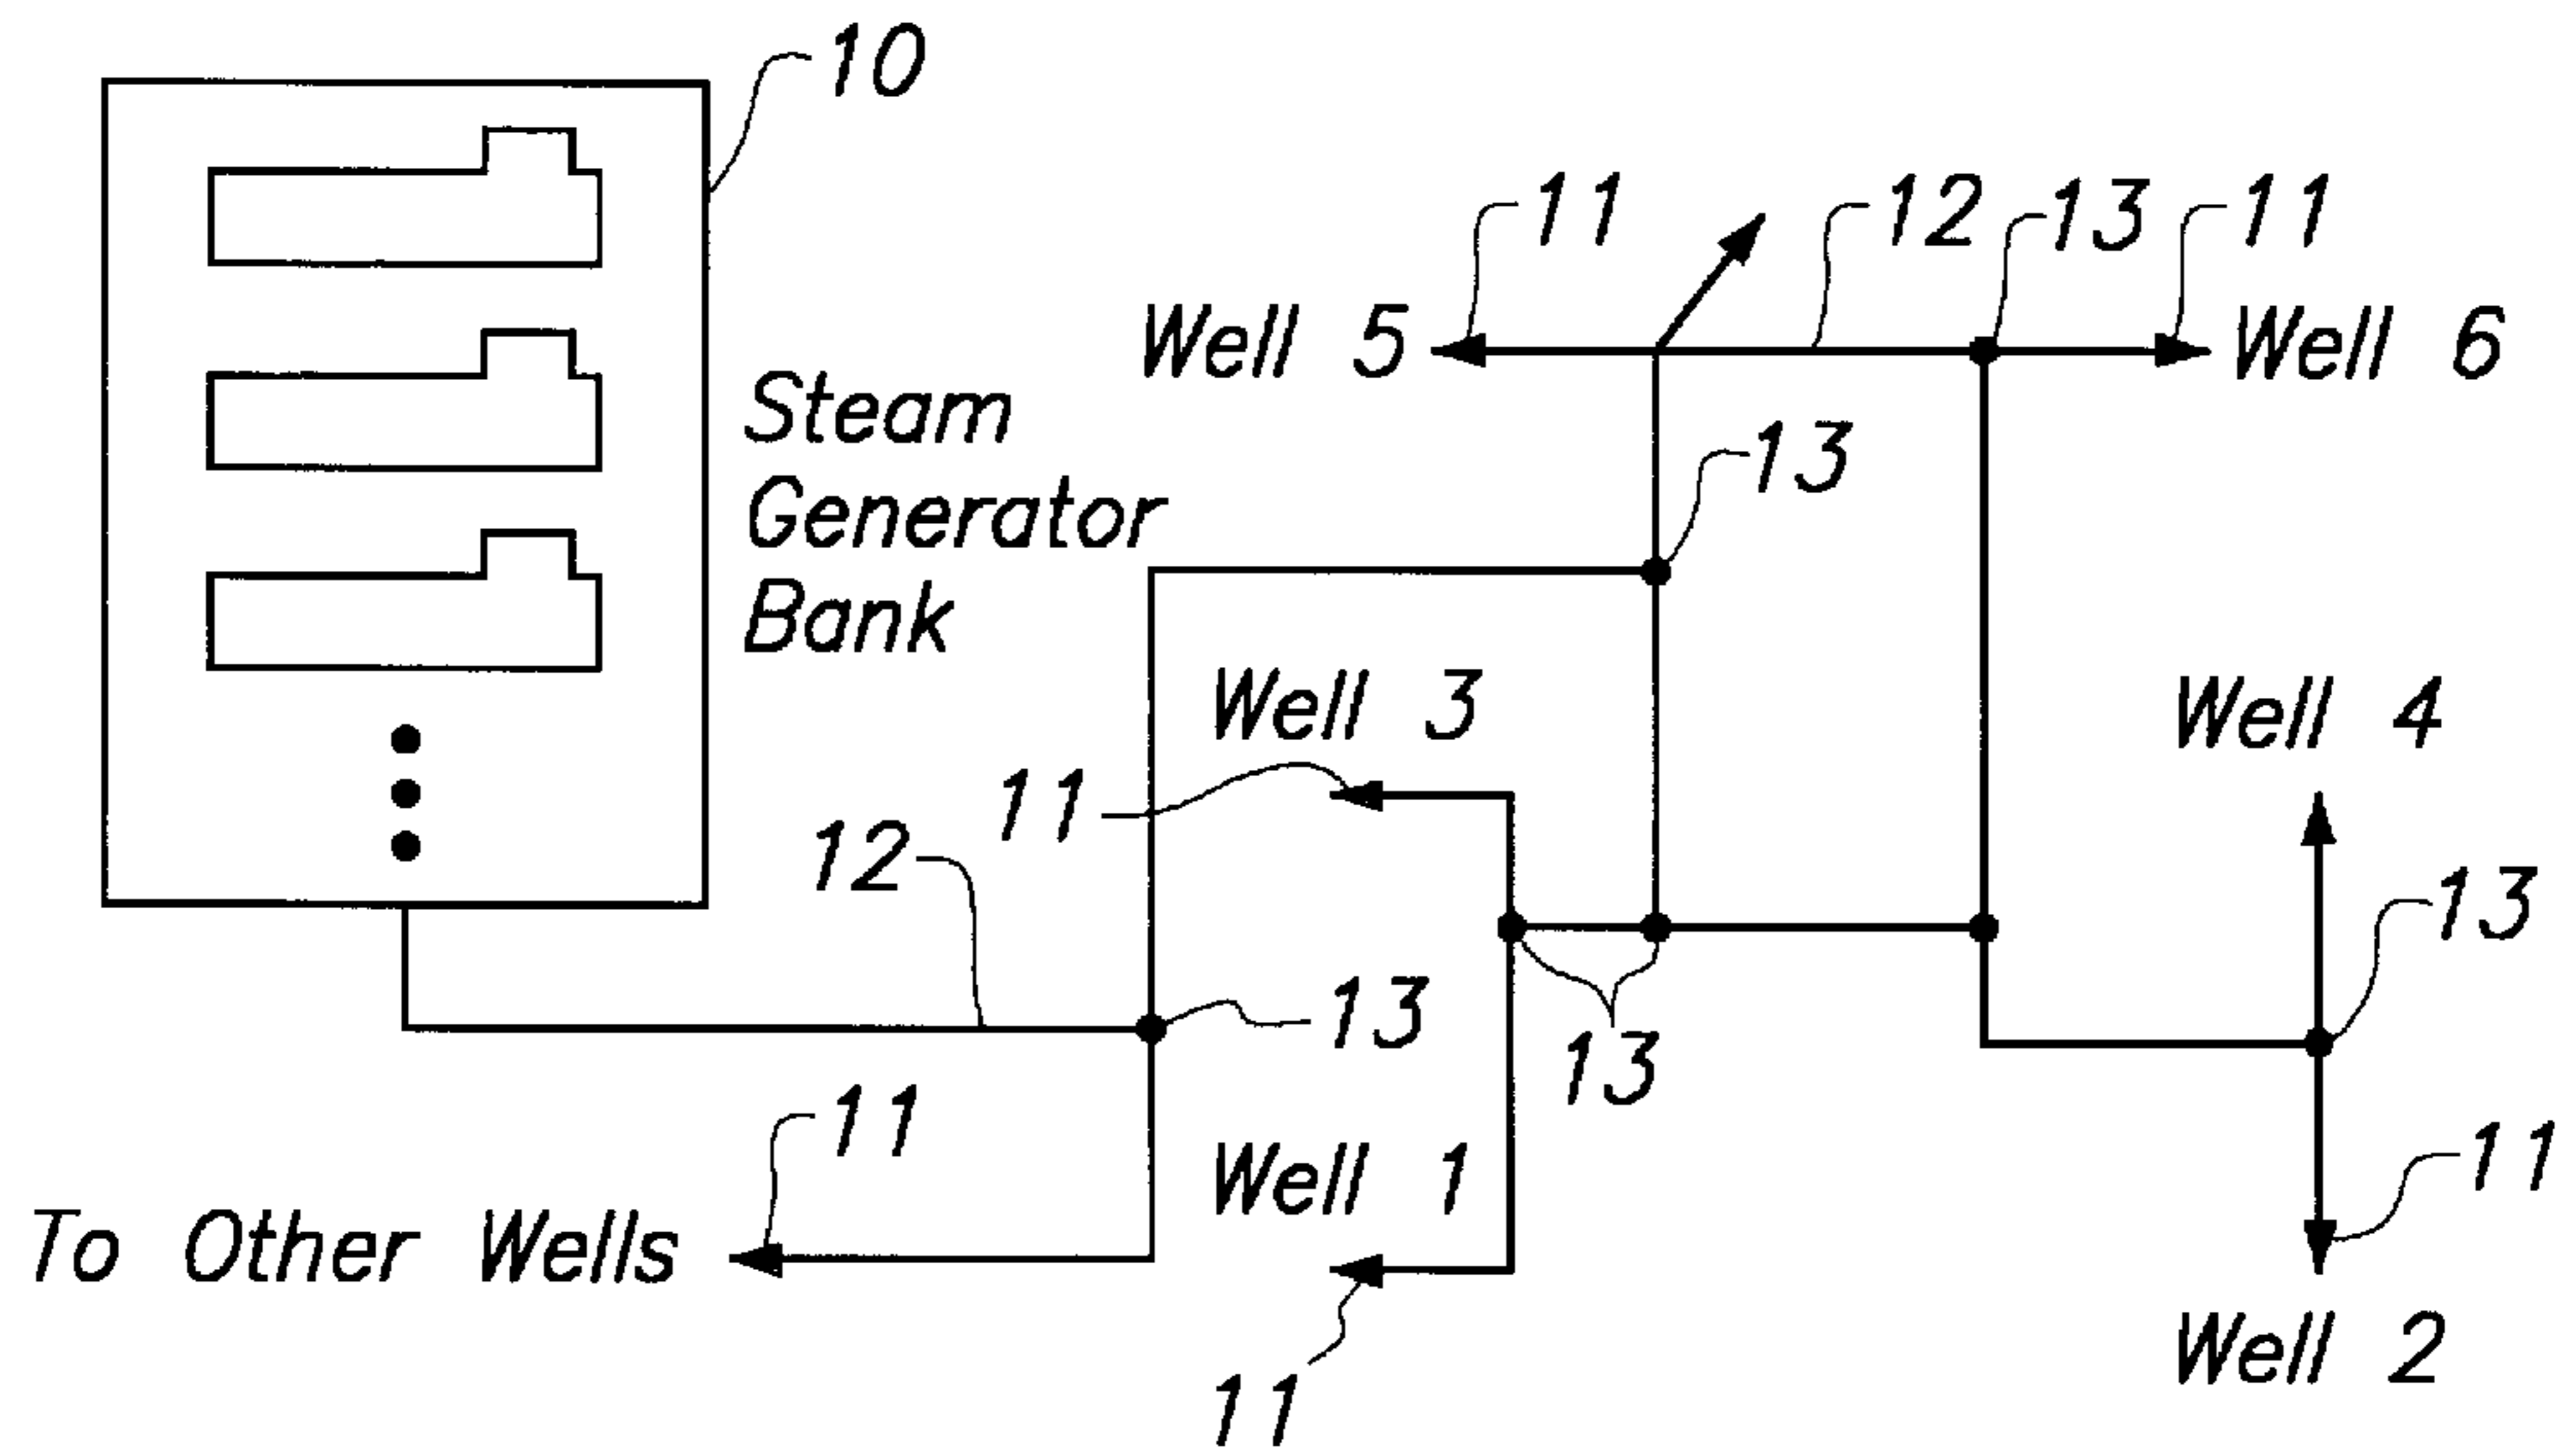 10
11
12
13
11
Well 5
Well 6
Steam
Generator
Bank
13
Well 3
Well 4
11
12
13
13
13
11
Well 1
11
To Other Wells
Well 2
11